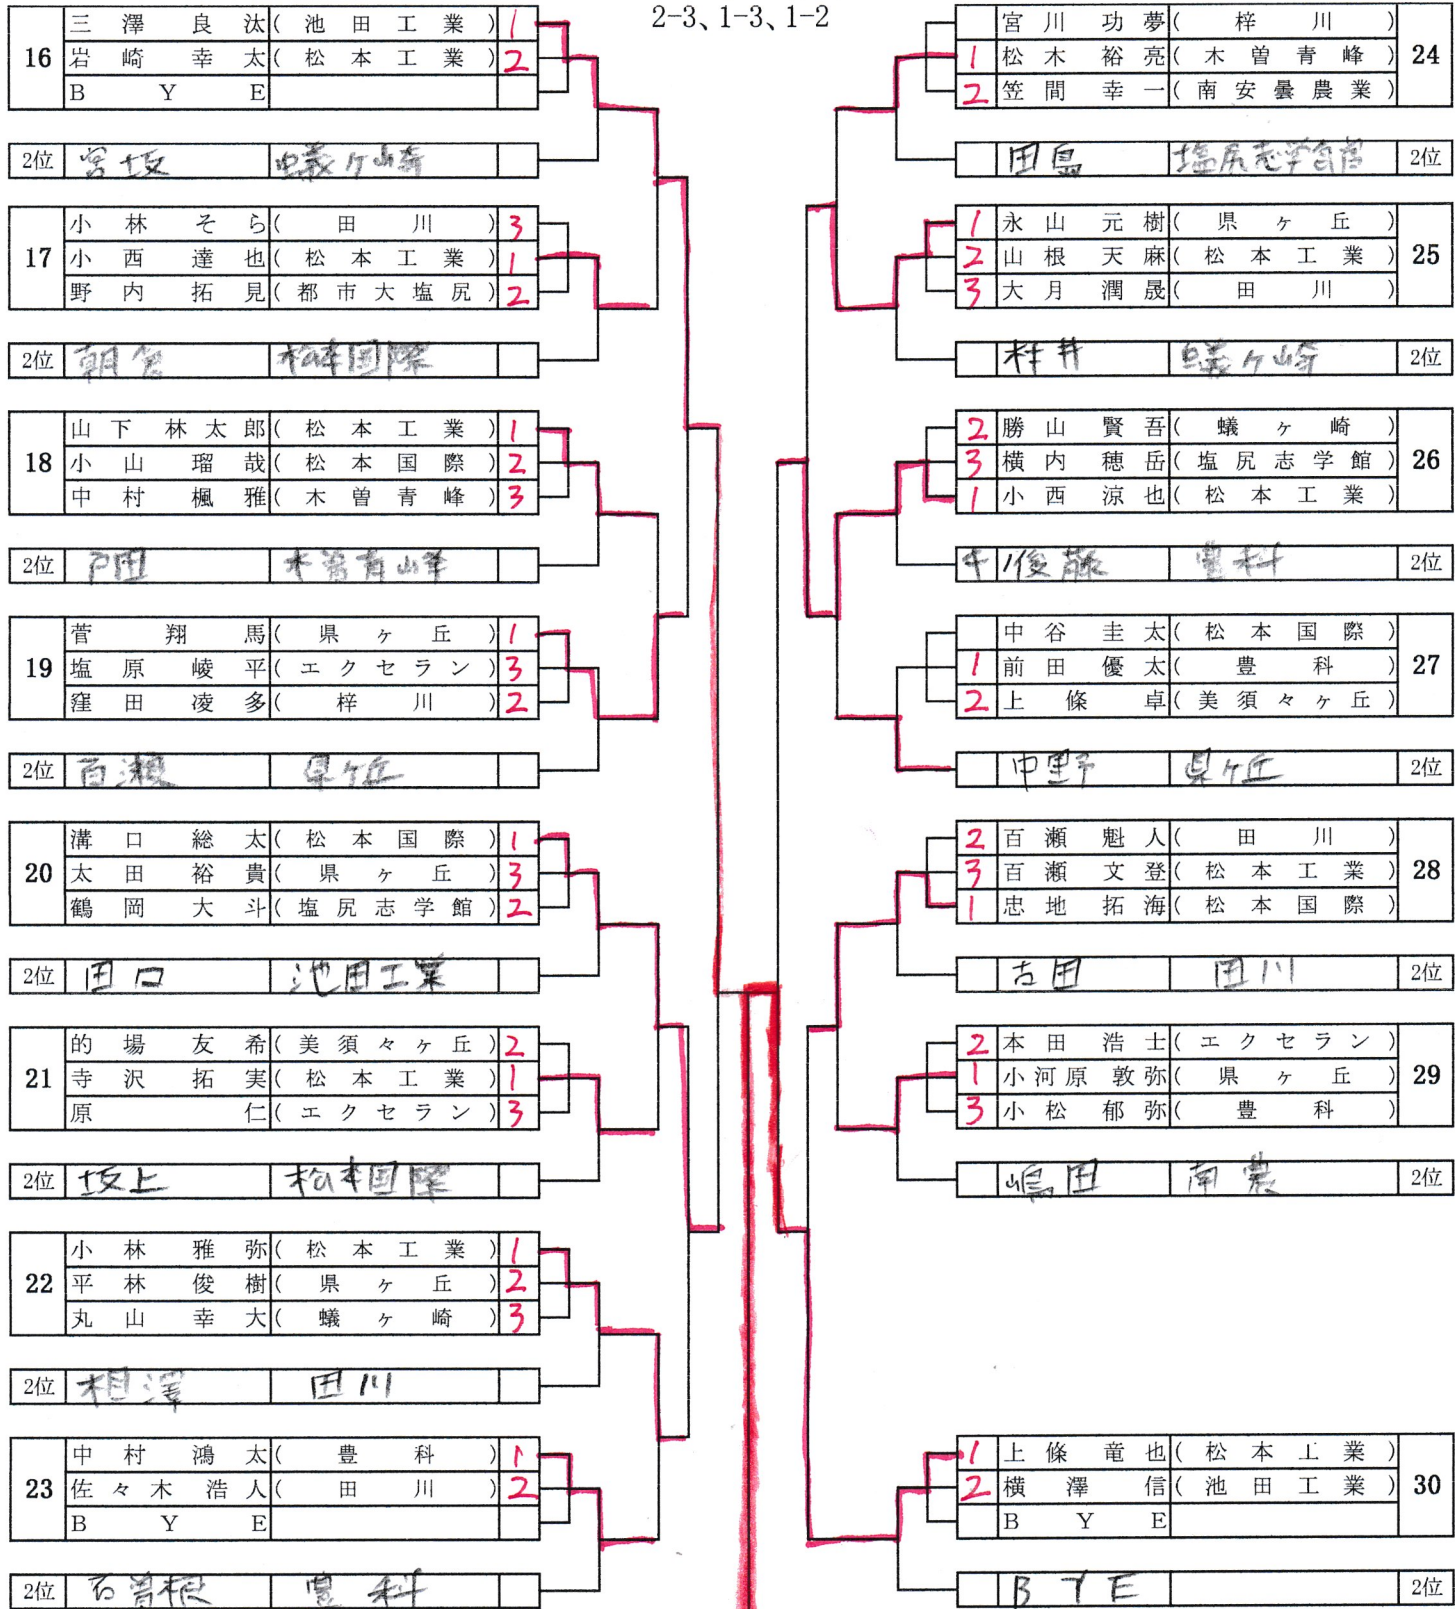 2-3、1-3、1-2
16
三澤良汰(池田工業) 1
岩崎幸太(松本工業) 2
BYE
2位 宮坂 蟻ヶ崎
17
小林そら(田川) 3
小西達也(松本工業) 1
野内拓見(都市大塩尻) 2
2位 朝倉 松本国際
18
山下林太郎(松本工業) 1
小山瑠哉(松本国際) 2
中村楓雅(木曽青峰) 3
2位 戸田 木曽青峰
19
菅翔馬(県ヶ丘) 1
塩原崚平(エクセラン) 3
窪田凌多(梓川) 2
2位 百瀬 県ヶ丘
20
溝口総太(松本国際) 1
太田裕貴(県ヶ丘) 3
鶴岡大斗(塩尻志学館) 2
2位 田口 池田工業
21
的場友希(美須々ヶ丘) 2
寺沢拓実(松本工業) 1
原仁(エクセラン) 3
2位 坂上 松本国際
22
小林雅弥(松本工業) 1
平林俊樹(県ヶ丘) 2
丸山幸大(蟻ヶ崎) 3
2位 相澤 田川
23
中村鴻太(豊科) 1
佐々木浩人(田川) 2
BYE
2位 百曽根 豊科
24
宮川功夢(梓川)
1 松木裕亮(木曽青峰)
2 笠間幸一(南安曇農業)
田島 塩尻志学館 2位
25
1 永山元樹(県ヶ丘)
2 山根天麻(松本工業)
3 大月潤晟(田川)
村井 蟻ヶ崎 2位
26
2 勝山賢吾(蟻ヶ崎)
3 横内穂岳(塩尻志学館)
1 小西涼也(松本工業)
キ 後藤 豊科 2位
27
中谷圭太(松本国際)
1 前田優太(豊科)
2 上條卓(美須々ヶ丘)
中野 県ヶ丘 2位
28
2 百瀬魁人(田川)
3 百瀬文登(松本工業)
1 忠地拓海(松本国際)
古田 田川 2位
29
2 本田浩士(エクセラン)
1 小河原敦弥(県ヶ丘)
3 小松郁弥(豊科)
嶋田 南農 2位
30
1 上條竜也(松本工業)
2 横澤信(池田工業)
BYE
BYE 2位